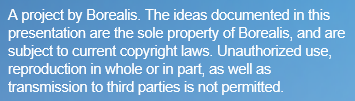 A project by Borealis. The ideas documented in this
presentation are the sole property of Borealis, and are
subject to current copyright laws. Unauthorized use,
reproduction in whole or in part, as well as
transmission to third parties is not permitted.